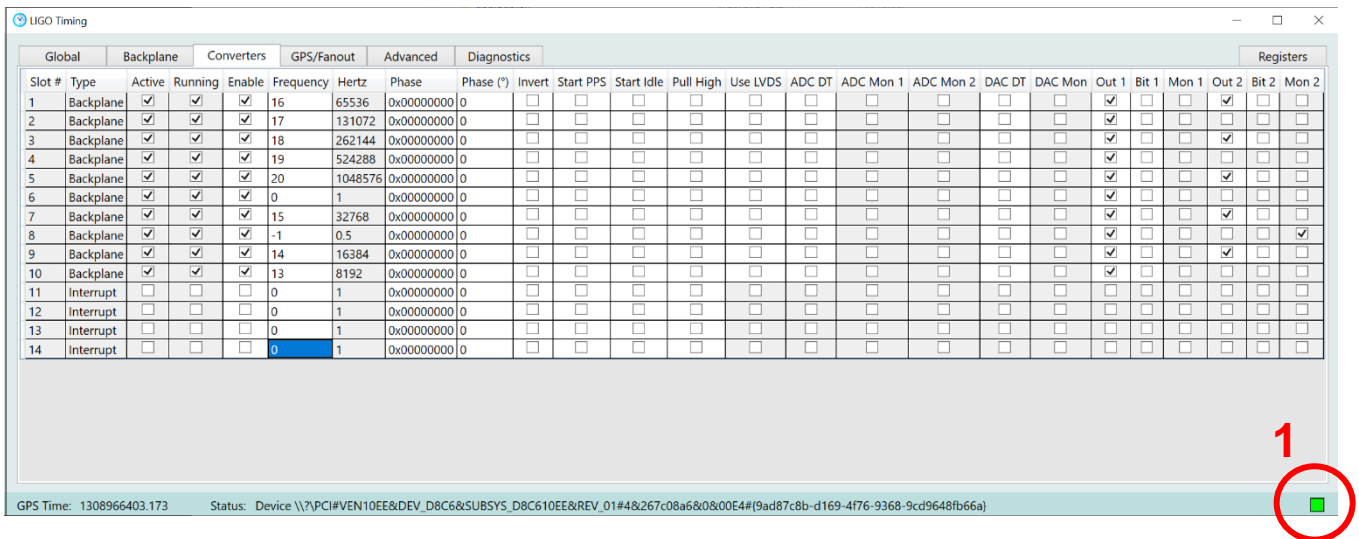 LIGO Timing
Global Backplane Converters GPS/Fanout Advanced Diagnostics Registers
Slot # Type Active Running Enable Frequency Hertz Phase Phase (°) Invert Start PPS Start Idle Pull High Use LVDS ADC DT ADC Mon 1 ADC Mon 2 DAC DT DAC Mon Out 1 Bit 1 Mon 1 Out 2 Bit 2 Mon 2
1 Backplane 16 65536 0x00000000 0
2 Backplane 17 131072 0x00000000 0
3 Backplane 18 262144 0x00000000 0
4 Backplane 19 524288 0x00000000 0
5 Backplane 20 1048576 0x00000000 0
6 Backplane 0 1 0x00000000 0
7 Backplane 15 32768 0x00000000 0
8 Backplane -1 0.5 0x00000000 0
9 Backplane 14 16384 0x00000000 0
10 Backplane 13 8192 0x00000000 0
11 Interrupt 0 1 0x00000000 0
12 Interrupt 0 1 0x00000000 0
13 Interrupt 0 1 0x00000000 0
14 Interrupt 0 1 0x00000000 0
1
GPS Time: 1308966403.173 Status: Device \\?\PCI#VEN10EE&DEV_D8C6&SUBSYS_D8C610EE&REV_01#4&267c08a6&0&00E4#{9ad87c8b-d169-4f76-9368-9cd9648fb66a}